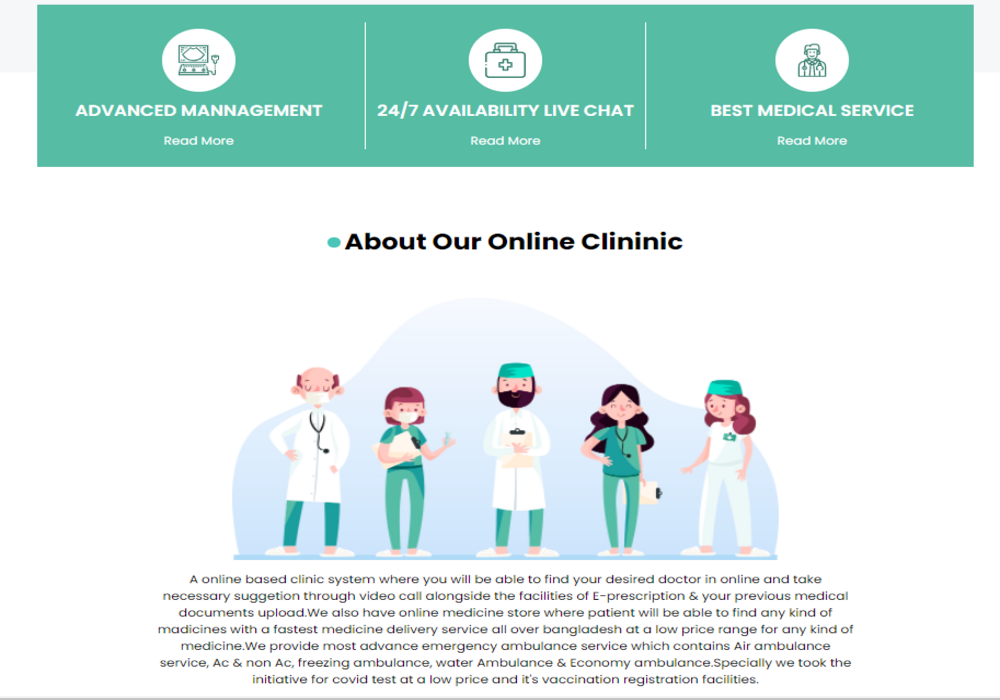 ADVANCED MANNAGEMENT
Read More
24/7 AVAILABILITY LIVE CHAT
Read More
BEST MEDICAL SERVICE
Read More
About Our Online Clininic
A online based clinic system where you will be able to find your desired doctor in online and take
necessary suggetion through video call alongside the facilities of E-prescription & your previous medical
documents upload.We also have online medicine store where patient will be able to find any kind of
madicines with a fastest medicine delivery service all over bangladesh at a low price range for any kind of
medicine.We provide most advance emergency ambulance service which contains Air ambulance
service, Ac & non Ac, freezing ambulance, water Ambulance & Economy ambulance.Specially we took the
initiative for covid test at a low price and it's vaccination registration facilities.